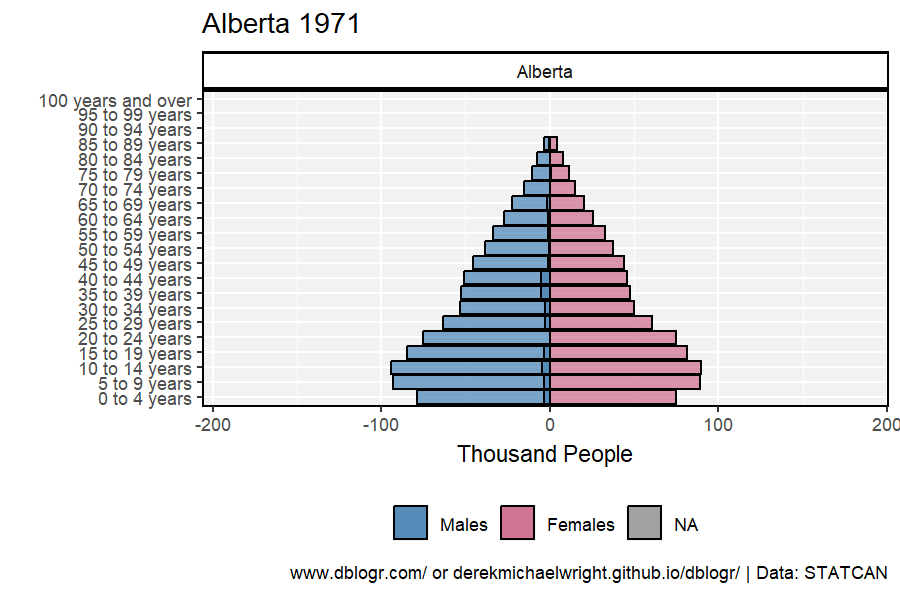 Alberta 1971
Alberta
100 years and over
95 to 99 years
90 to 94 years
85 to 89 years
80 to 84 years
75 to 79 years
70 to 74 years
65 to 69 years
60 to 64 years
55 to 59 years
50 to 54 years
45 to 49 years
40 to 44 years
35 to 39 years
30 to 34 years
25 to 29 years
20 to 24 years
15 to 19 years
10 to 14 years
5 to 9 years
0 to 4 years
-200 -100 0 100 200
Thousand People
Males Females NA
www.dblogr.com/ or derekmichaelwright.github.io/dblogr/ | Data: STATCAN